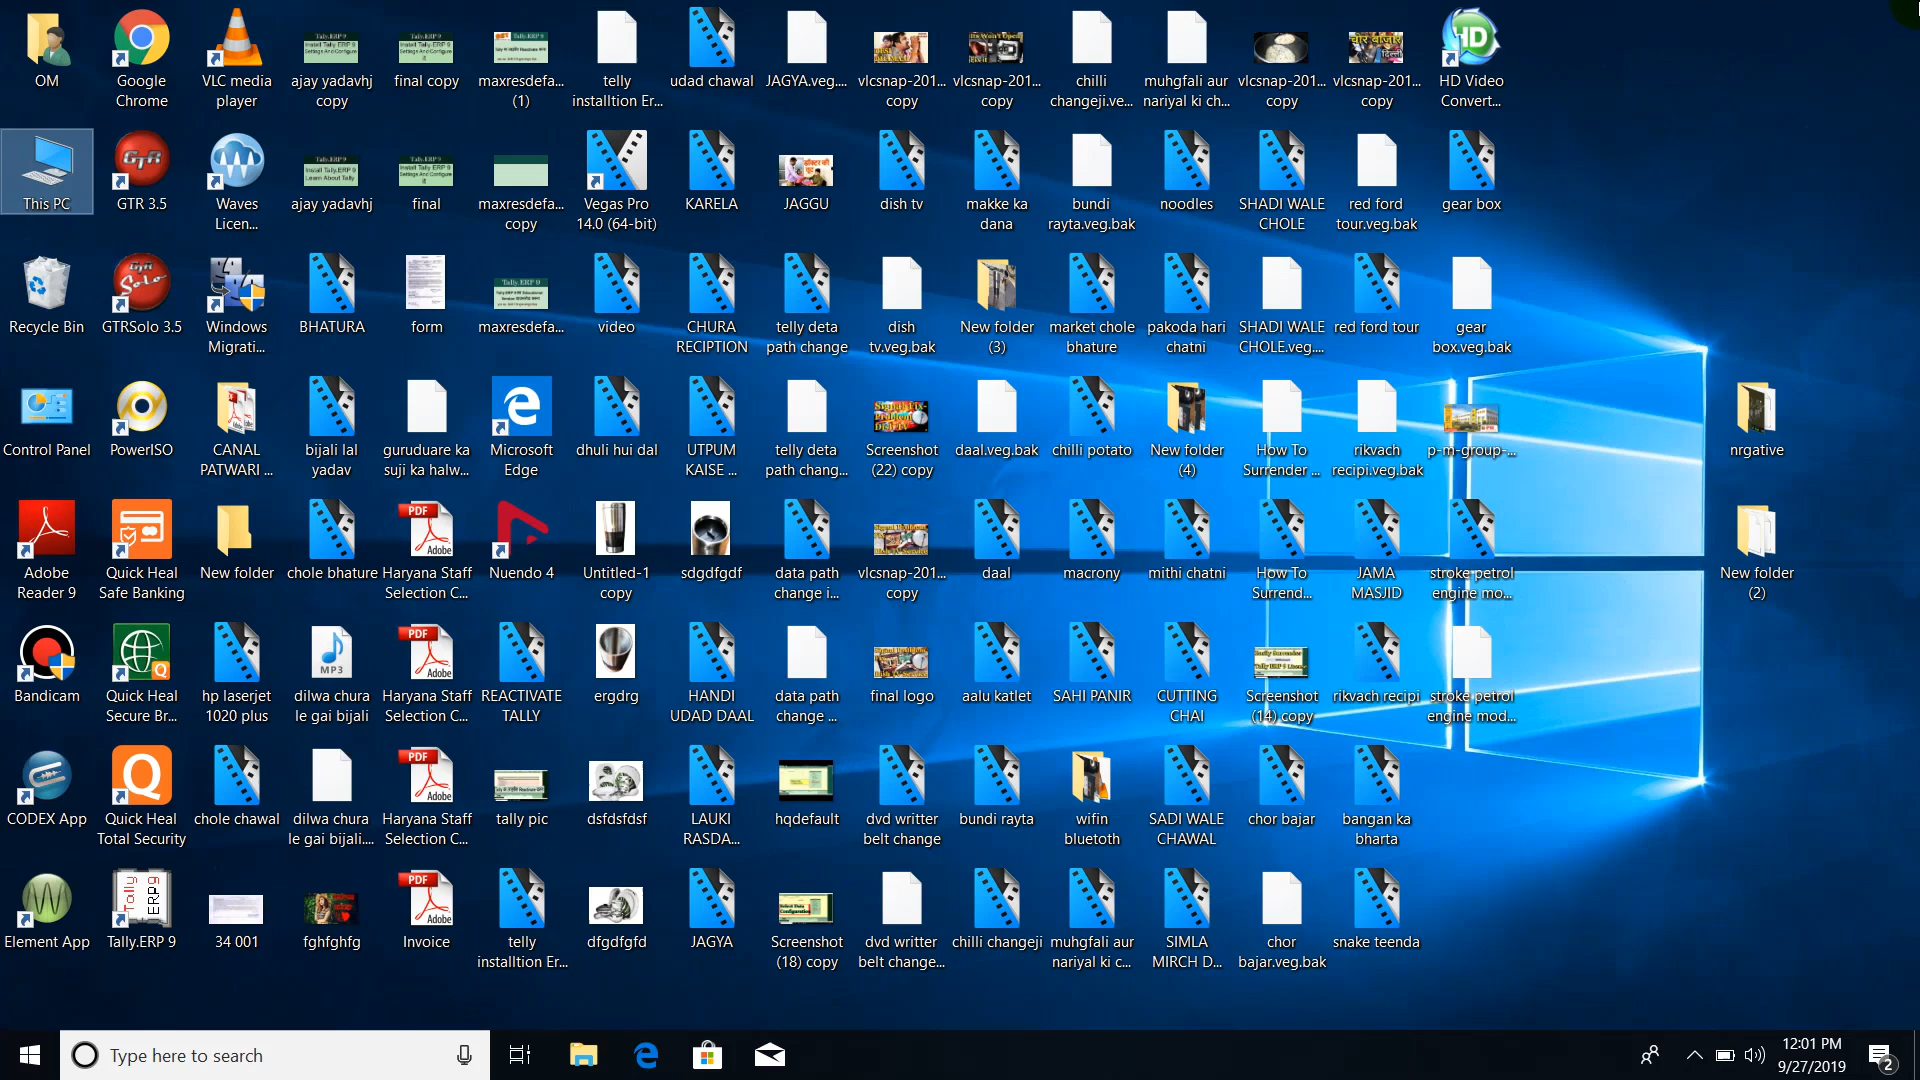 OM
Google
Chrome
VLC media
player
ajay yadavhj
copy
final copy
maxresdefa...
(1)
telly
installtion Er...
udad chawal
JAGYA.veg....
vlcsnap-201...
copy
vlcsnap-201...
copy
chilli
changeji.ve...
muhgfali aur
nariyal ki ch...
vlcsnap-201...
copy
vlcsnap-201...
copy
HD Video
Convert...
This PC
GTR 3.5
Waves
Licen...
ajay yadavhj
final
maxresdefa...
copy
Vegas Pro
14.0 (64-bit)
KARELA
JAGGU
dish tv
makke ka
dana
bundi
rayta.veg.bak
noodles
SHADI WALE
CHOLE
red ford
tour.veg.bak
gear box
Recycle Bin
GTRSolo 3.5
Windows
Migrati...
BHATURA
form
maxresdefa...
video
CHURA
RECIPTION
telly deta
path change
dish
tv.veg.bak
New folder
(3)
market chole
bhature
pakoda hari
chatni
SHADI WALE
CHOLE.veg....
red ford tour
gear
box.veg.bak
Control Panel
PowerISO
CANAL
PATWARI ...
bijali lal
yadav
guruduare ka
suji ka halw...
Microsoft
Edge
dhuli hui dal
UTPUM
KAISE ...
telly deta
path chang...
Screenshot
(22) copy
daal.veg.bak
chilli potato
New folder
(4)
How To
Surrender ...
rikvach
recipi.veg.bak
p-m-group-...
nrgative
Adobe
Reader 9
Quick Heal
Safe Banking
New folder
chole bhature
Haryana Staff
Selection C...
Nuendo 4
Untitled-1
copy
sdgdfgdf
data path
change i...
vlcsnap-201...
copy
daal
macrony
mithi chatni
How To
Surrend...
JAMA
MASJID
stroke petrol
engine mo...
New folder
(2)
Bandicam
Quick Heal
Secure Br...
hp laserjet
1020 plus
dilwa chura
le gai bijali
Haryana Staff
Selection C...
REACTIVATE
TALLY
ergdrg
HANDI
UDAD DAAL
data path
change ...
final logo
aalu katlet
SAHI PANIR
CUTTING
CHAI
Screenshot
(14) copy
rikvach recipi
stroke petrol
engine mod...
CODEX App
Quick Heal
Total Security
chole chawal
dilwa chura
le gai bijali....
Haryana Staff
Selection C...
tally pic
dsfdsfdsf
LAUKI
RASDA...
hqdefault
dvd writter
belt change
bundi rayta
wifin
bluetoth
SADI WALE
CHAWAL
chor bajar
bangan ka
bharta
Element App
Tally.ERP 9
34 001
fghfghfg
Invoice
telly
installtion Er...
dfgdfgfd
JAGYA
Screenshot
(18) copy
dvd writter
belt change...
chilli changeji
muhgfali aur
nariyal ki c...
SIMLA
MIRCH D...
chor
bajar.veg.bak
snake teenda
Type here to search
12:01 PM
9/27/2019
2